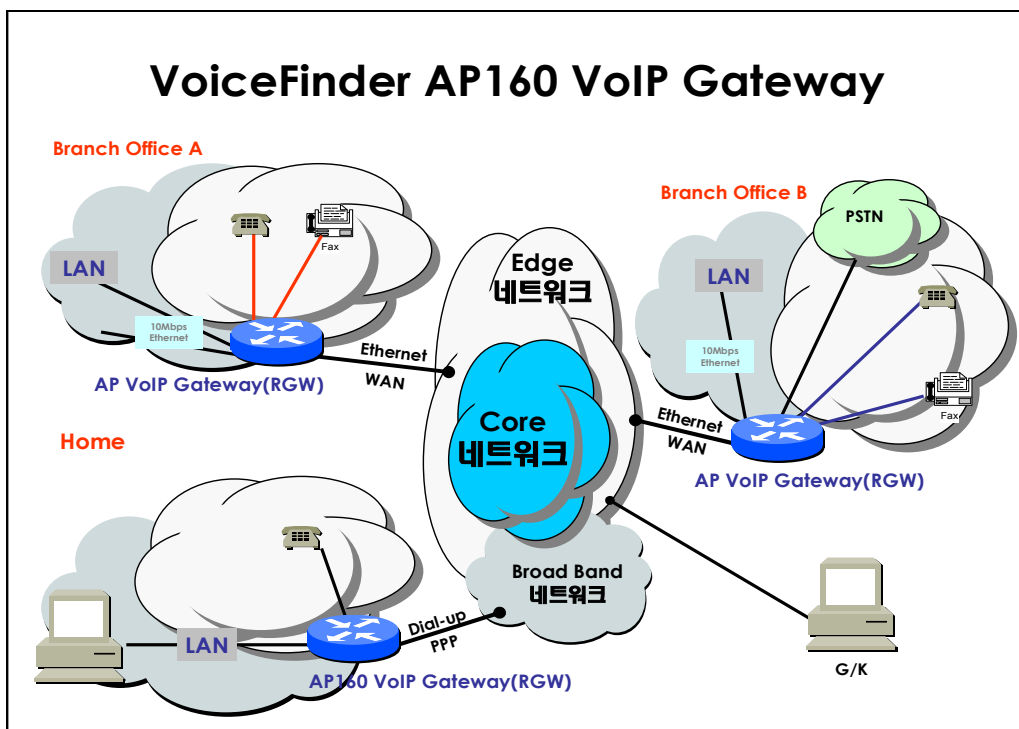 VoiceFinder AP160 VoIP Gateway
Branch Office A
Fax
LAN
10Mbps
Ethernet
AP VoIP Gateway(RGW)
Ethernet
WAN
Edge
네트워크
Core
네트워크
Broad Band
네트워크
Branch Office B
PSTN
LAN
10Mbps
Ethernet
Fax
Ethernet
WAN
AP VoIP Gateway(RGW)
Home
LAN
Dial-up
PPP
AP160 VoIP Gateway(RGW)
G/K